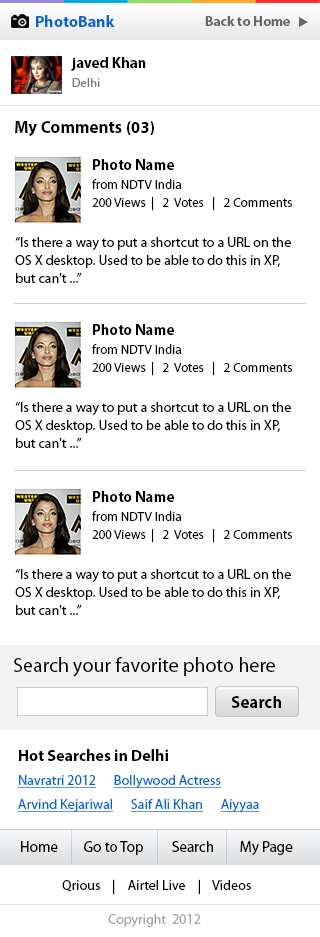 PhotoBank
Back to Home
Javed Khan
Delhi
My Comments (03)
Photo Name
from NDTV India
200 Views | 2 Votes | 2 Comments
“Is there a way to put a shortcut to a URL on the
OS X desktop. Used to be able to do this in XP,
but can't ...”
Photo Name
from NDTV India
200 Views | 2 Votes | 2 Comments
“Is there a way to put a shortcut to a URL on the
OS X desktop. Used to be able to do this in XP,
but can't ...”
Photo Name
from NDTV India
200 Views | 2 Votes | 2 Comments
“Is there a way to put a shortcut to a URL on the
OS X desktop. Used to be able to do this in XP,
but can't ...”
Search your favorite photo here
Search
Hot Searches in Delhi
Navratri 2012 Bollywood Actress
Arvind Kejariwal Saif Ali Khan Aiyyaa
Home Go to Top Search My Page
Qrious | Airtel Live | Videos
Copyright 2012